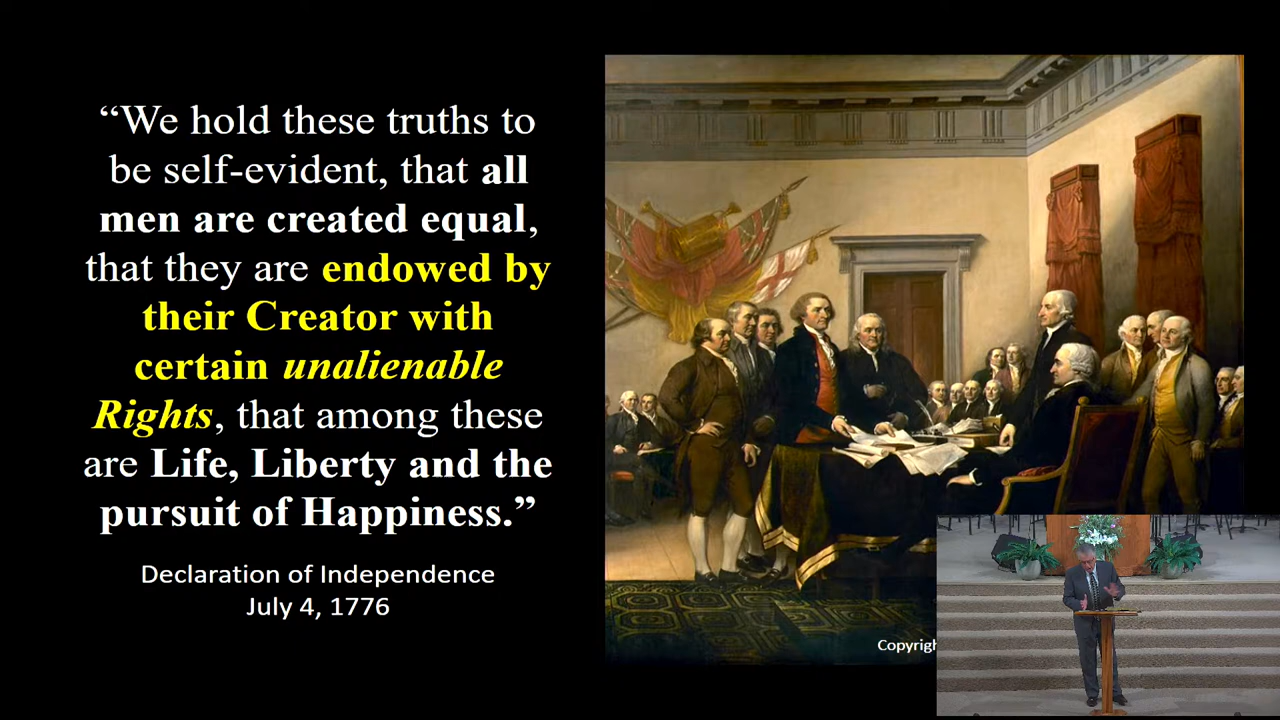 “We hold these truths to
be self-evident, that all
men are created equal,
that they are endowed by
their Creator with
certain unalienable
Rights, that among these
are Life, Liberty and the
pursuit of Happiness.”
Declaration of Independence
July 4, 1776